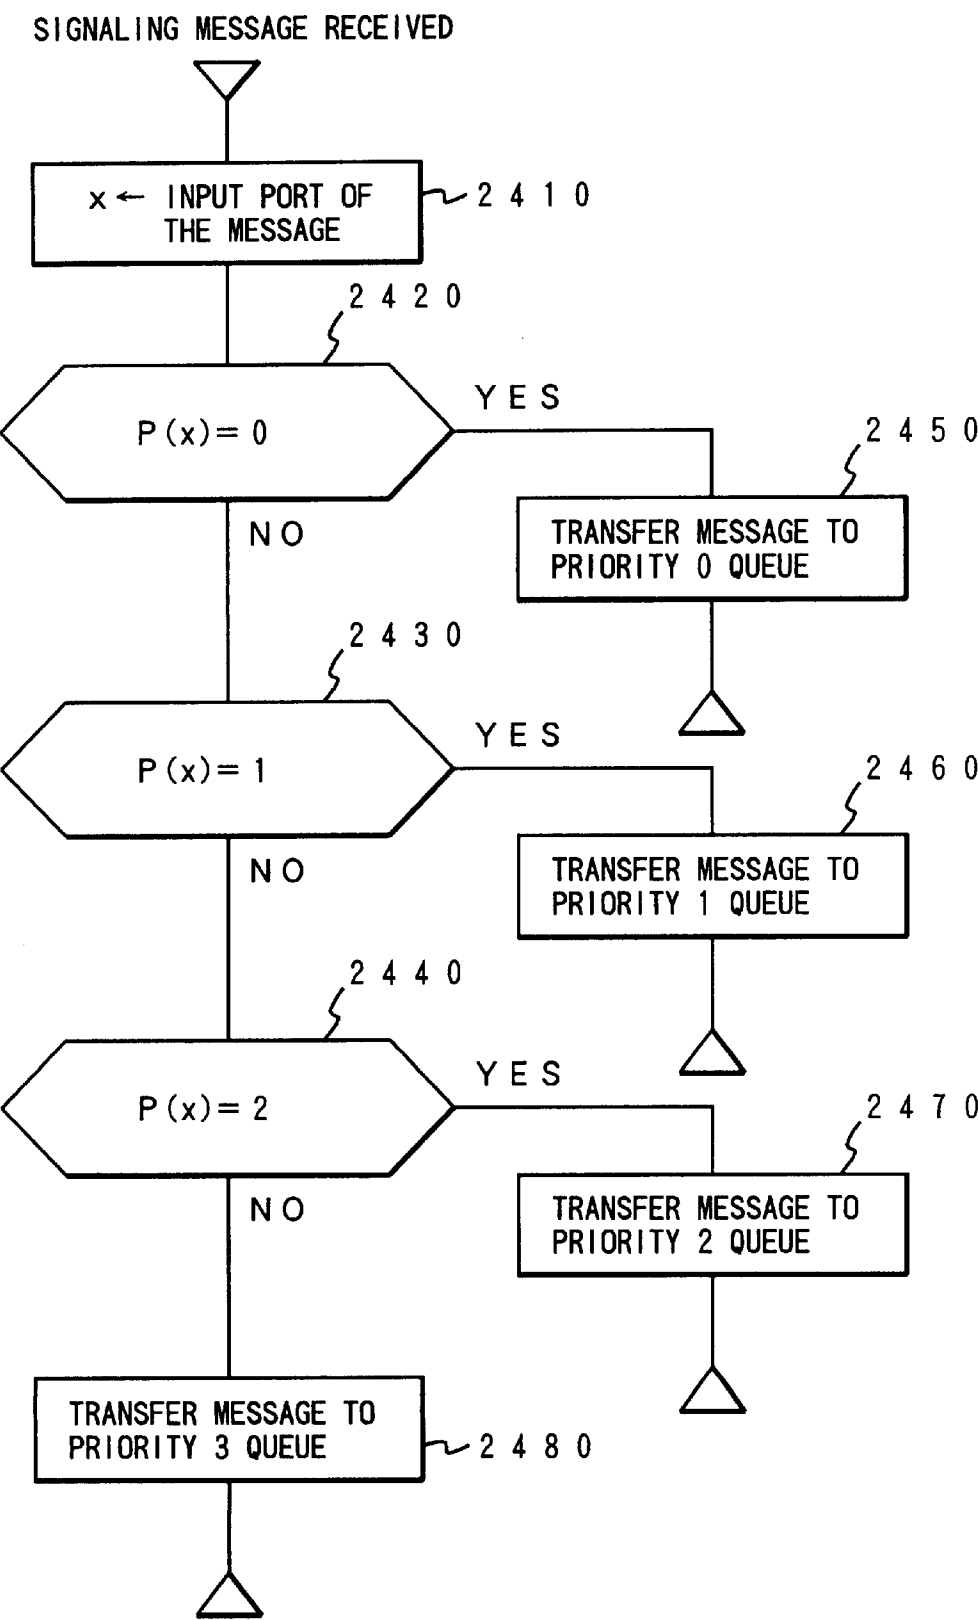 SIGNALING MESSAGE RECEIVED
x ← INPUT PORT OF
THE MESSAGE
2410
2420
P(x)=0
YES
2450
TRANSFER MESSAGE TO
PRIORITY 0 QUEUE
NO
2430
P(x)=1
YES
2460
TRANSFER MESSAGE TO
PRIORITY 1 QUEUE
NO
2440
P(x)=2
YES
2470
TRANSFER MESSAGE TO
PRIORITY 2 QUEUE
NO
TRANSFER MESSAGE TO
PRIORITY 3 QUEUE
2480